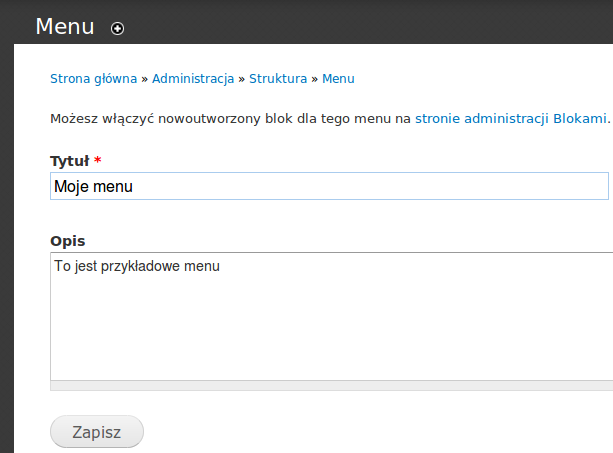 Menu
Strona główna » Administracja » Struktura » Menu
Możesz włączyć nowoutworzony blok dla tego menu na stronie administracji Blokami.
Tytuł *
Moje menu
Opis
To jest przykładowe menu
Zapisz